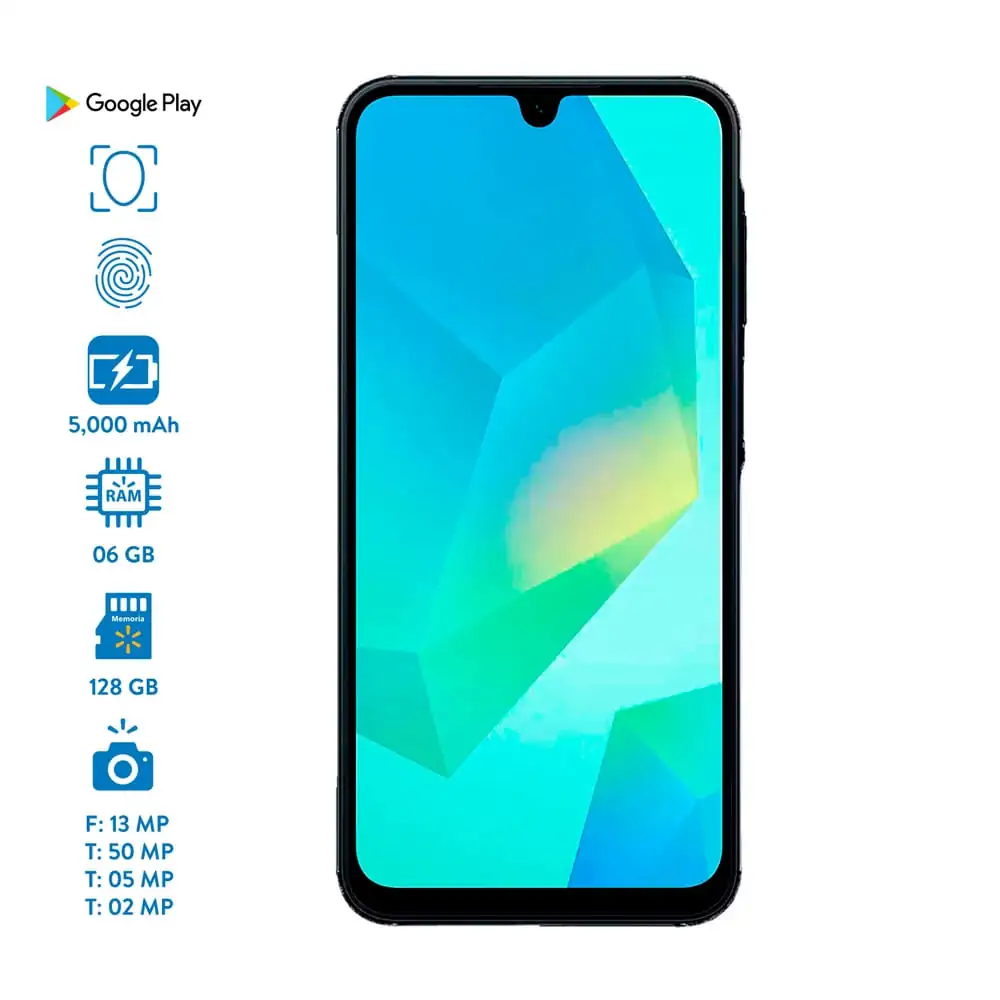 Google Play
5,000 mAh
RAM
06 GB
Memoria
128 GB
F: 13 MP
T: 50 MP
T: 05 MP
T: 02 MP